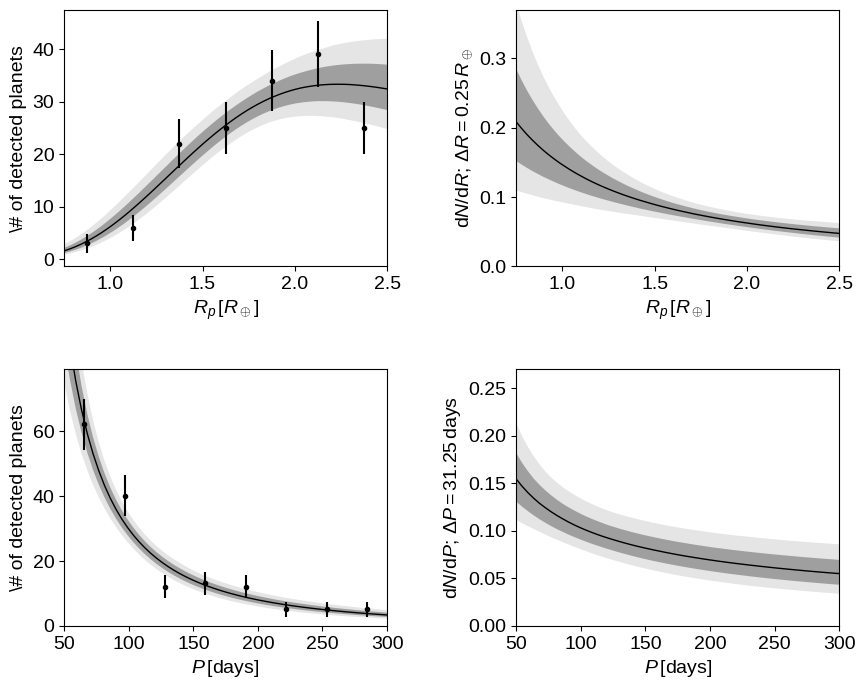 \# of detected planets
40
30
20
10
0
1.0 1.5 2.0 2.5
R_p [R_⊕]
dN/dR; ΔR = 0.25 R_⊕
0.3
0.2
0.1
0.0
1.0 1.5 2.0 2.5
R_p [R_⊕]
\# of detected planets
60
40
20
0
50 100 150 200 250 300
P [days]
dN/dP; ΔP = 31.25 days
0.25
0.20
0.15
0.10
0.05
0.00
50 100 150 200 250 300
P [days]